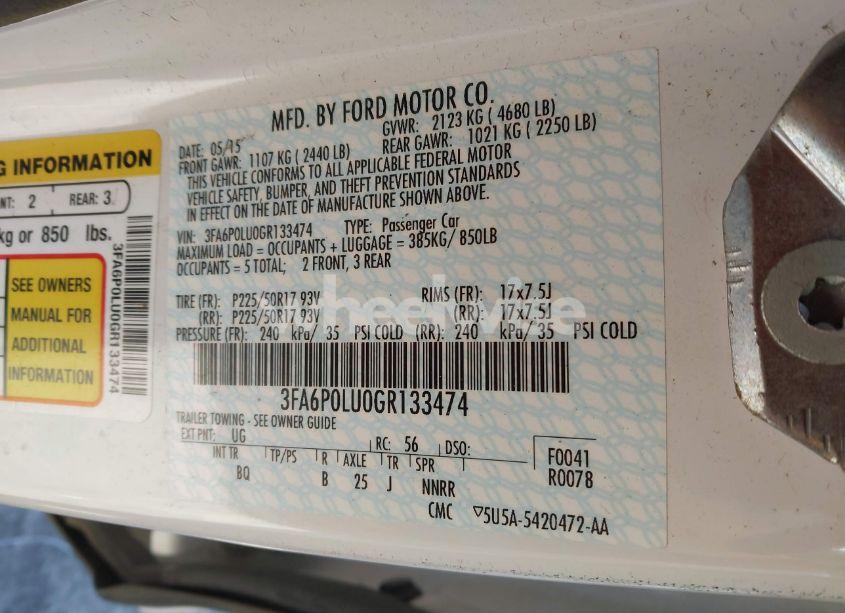 G INFORMATION
NT: 2 REAR: 3
kg or 850 lbs.
SEE OWNERS
MANUAL FOR
ADDITIONAL
INFORMATION
3FA6P0LU0GR133474
MFD. BY FORD MOTOR CO.
DATE: 05/15 GVWR: 2123 KG ( 4680 LB)
FRONT GAWR: 1107 KG ( 2440 LB) REAR GAWR: 1021 KG ( 2250 LB)
THIS VEHICLE CONFORMS TO ALL APPLICABLE FEDERAL MOTOR
VEHICLE SAFETY, BUMPER, AND THEFT PREVENTION STANDARDS
IN EFFECT ON THE DATE OF MANUFACTURE SHOWN ABOVE.
VIN: 3FA6P0LU0GR133474 TYPE: Passenger Car
MAXIMUM LOAD = OCCUPANTS + LUGGAGE = 385KG/ 850LB
OCCUPANTS = 5 TOTAL; 2 FRONT, 3 REAR
TIRE (FR): P225/50R17 93V RIMS (FR): 17x7.5J
(RR): P225/50R17 93V (RR): 17x7.5J
PRESSURE (FR): 240 kPa/ 35 PSI COLD (RR): 240 kPa/ 35 PSI COLD
3FA6P0LU0GR133474
TRAILER TOWING - SEE OWNER GUIDE
EXT PNT: UG RC: 56 DSO: F0041
INT TR TP/PS R AXLE TR SPR R0078
BQ B 25 J NNRR
CMC ▽5U5A-5420472-AA